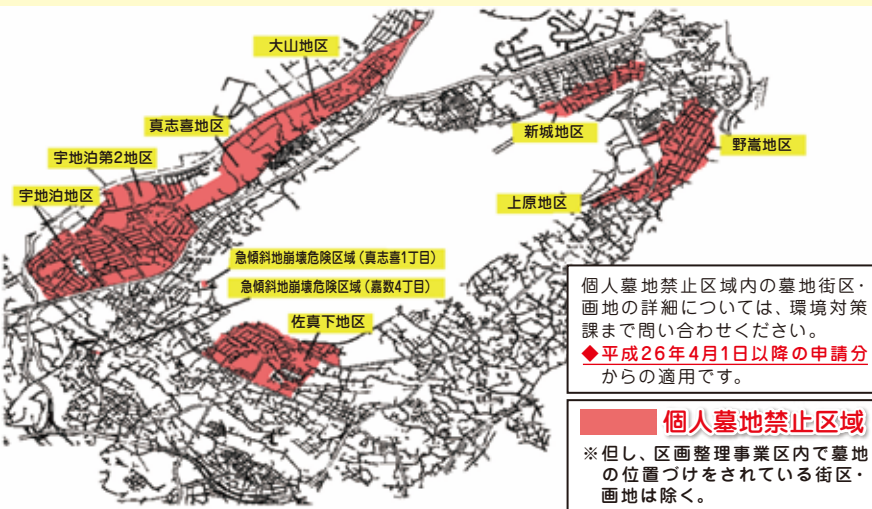 大山地区
真志喜地区
宇地泊第2地区
宇地泊地区
新城地区
野嵩地区
上原地区
急傾斜地崩壊危険区域（真志喜1丁目）
急傾斜地崩壊危険区域（嘉数4丁目）
佐真下地区
個人墓地禁止区域内の墓地街区・
画地の詳細については、環境対策
課まで問い合わせください。
◆平成26年4月1日以降の申請分
からの適用です。
個人墓地禁止区域
※但し、区画整理事業区内で墓地
の位置づけをされている街区・
画地は除く。